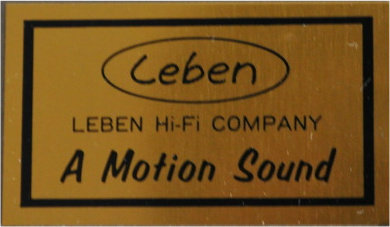 Leben
LEBEN Hi-Fi COMPANY
A Motion Sound